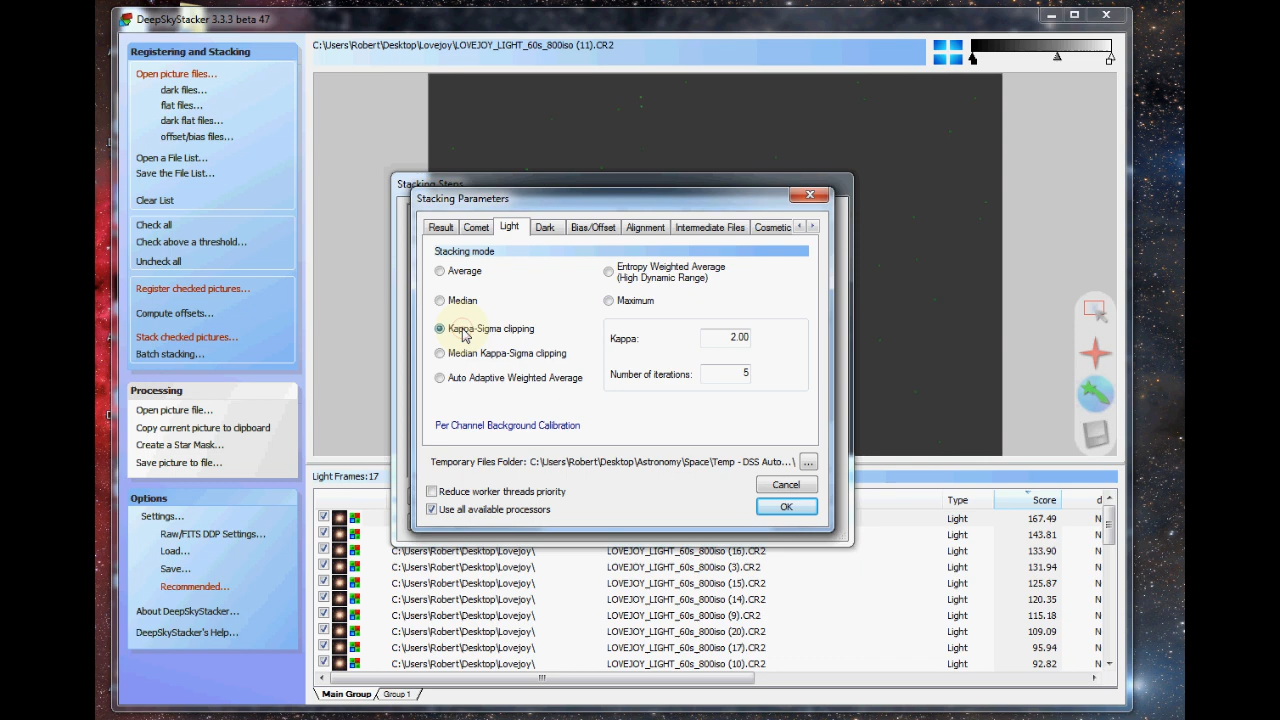 DeepSkyStacker 3.3.3 beta 47
Registering and Stacking
Open picture files...
dark files...
flat files...
dark flat files...
offset/bias files...
Open a File List...
Save the File List...
Clear List
Check all
Check above a threshold...
Uncheck all
Register checked pictures...
Compute offsets...
Stack checked pictures...
Batch stacking...
Processing
Open picture file...
Copy current picture to clipboard
Create a Star Mask...
Save picture to file...
Options
Settings...
Raw/FITS DDP Settings...
Load...
Save...
Recommended...
About DeepSkyStacker...
DeepSkyStacker's Help...
C:\Users\Robert\Desktop\Lovejoy\LOVEJOY_LIGHT_60s_800iso (11).CR2
Stacking Steps
Stacking Parameters
Result Comet Light Dark Bias/Offset Alignment Intermediate Files Cosmetic
Stacking mode
Average
Entropy Weighted Average
(High Dynamic Range)
Median
Maximum
Kappa-Sigma clipping
Kappa: 2.00
Median Kappa-Sigma clipping
Number of iterations: 5
Auto Adaptive Weighted Average
Per Channel Background Calibration
Temporary Files Folder: C:\Users\Robert\Desktop\Astronomy\Space\Temp - DSS Auto...\ ...
Reduce worker threads priority
Cancel
Use all available processors
OK
Light Frames:17
Type Score d
Light 167.49 N
Light 143.81 N
C:\Users\Robert\Desktop\Lovejoy\ LOVEJOY_LIGHT_60s_800iso (16).CR2 Light 133.90 N
C:\Users\Robert\Desktop\Lovejoy\ LOVEJOY_LIGHT_60s_800iso (3).CR2 Light 131.94 N
C:\Users\Robert\Desktop\Lovejoy\ LOVEJOY_LIGHT_60s_800iso (15).CR2 Light 125.87 N
C:\Users\Robert\Desktop\Lovejoy\ LOVEJOY_LIGHT_60s_800iso (14).CR2 Light 120.35 N
C:\Users\Robert\Desktop\Lovejoy\ LOVEJOY_LIGHT_60s_800iso (9).CR2 Light 115.18 N
C:\Users\Robert\Desktop\Lovejoy\ LOVEJOY_LIGHT_60s_800iso (20).CR2 Light 109.09 N
C:\Users\Robert\Desktop\Lovejoy\ LOVEJOY_LIGHT_60s_800iso (17).CR2 Light 95.94 N
C:\Users\Robert\Desktop\Lovejoy\ LOVEJOY_LIGHT_60s_800iso (10).CR2 Light 92.82 N
Main Group Group 1